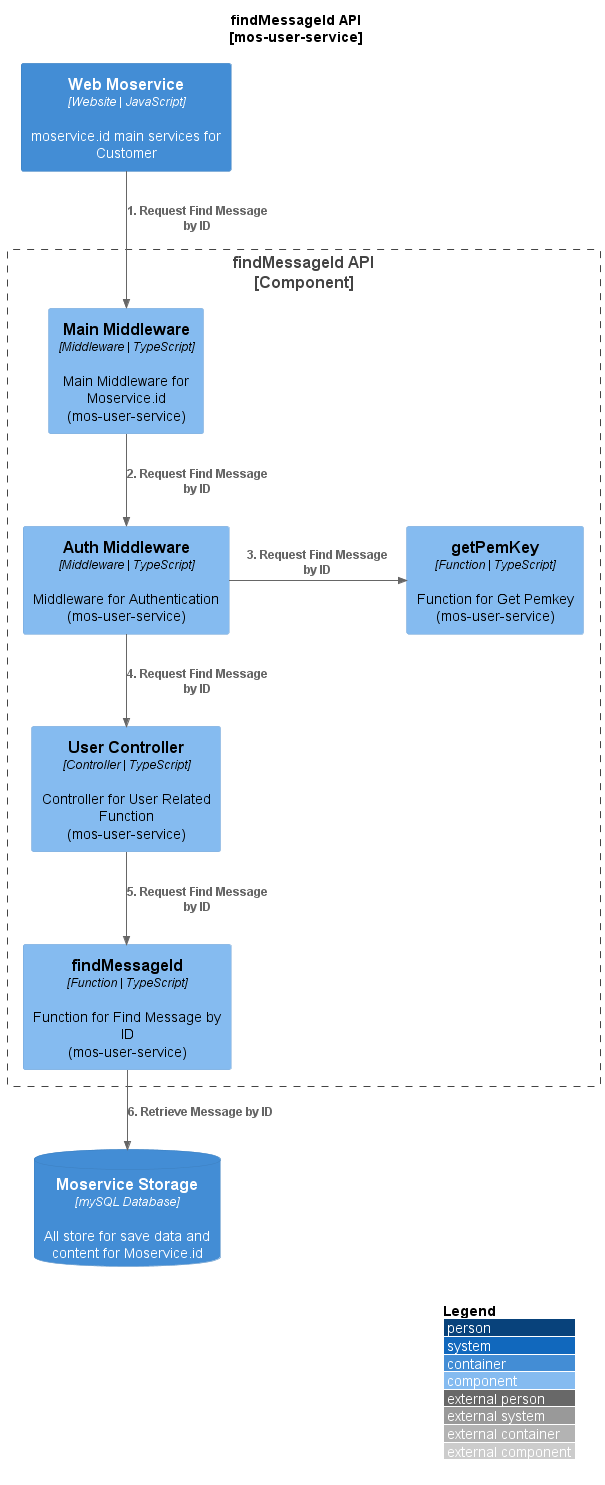 findMessageId API
[mos-user-service]
Web Moservice
[Website | JavaScript]
moservice.id main services for
Customer
1. Request Find Message
by ID
findMessageId API
[Component]
Main Middleware
[Middleware | TypeScript]
Main Middleware for
Moservice.id
(mos-user-service)
2. Request Find Message
by ID
Auth Middleware
[Middleware | TypeScript]
Middleware for Authentication
(mos-user-service)
3. Request Find Message
by ID
getPemKey
[Function | TypeScript]
Function for Get Pemkey
(mos-user-service)
4. Request Find Message
by ID
User Controller
[Controller | TypeScript]
Controller for User Related
Function
(mos-user-service)
5. Request Find Message
by ID
findMessageId
[Function | TypeScript]
Function for Find Message by
ID
(mos-user-service)
6. Retrieve Message by ID
Moservice Storage
[mySQL Database]
All store for save data and
content for Moservice.id
Legend
person
system
container
component
external person
external system
external container
external component